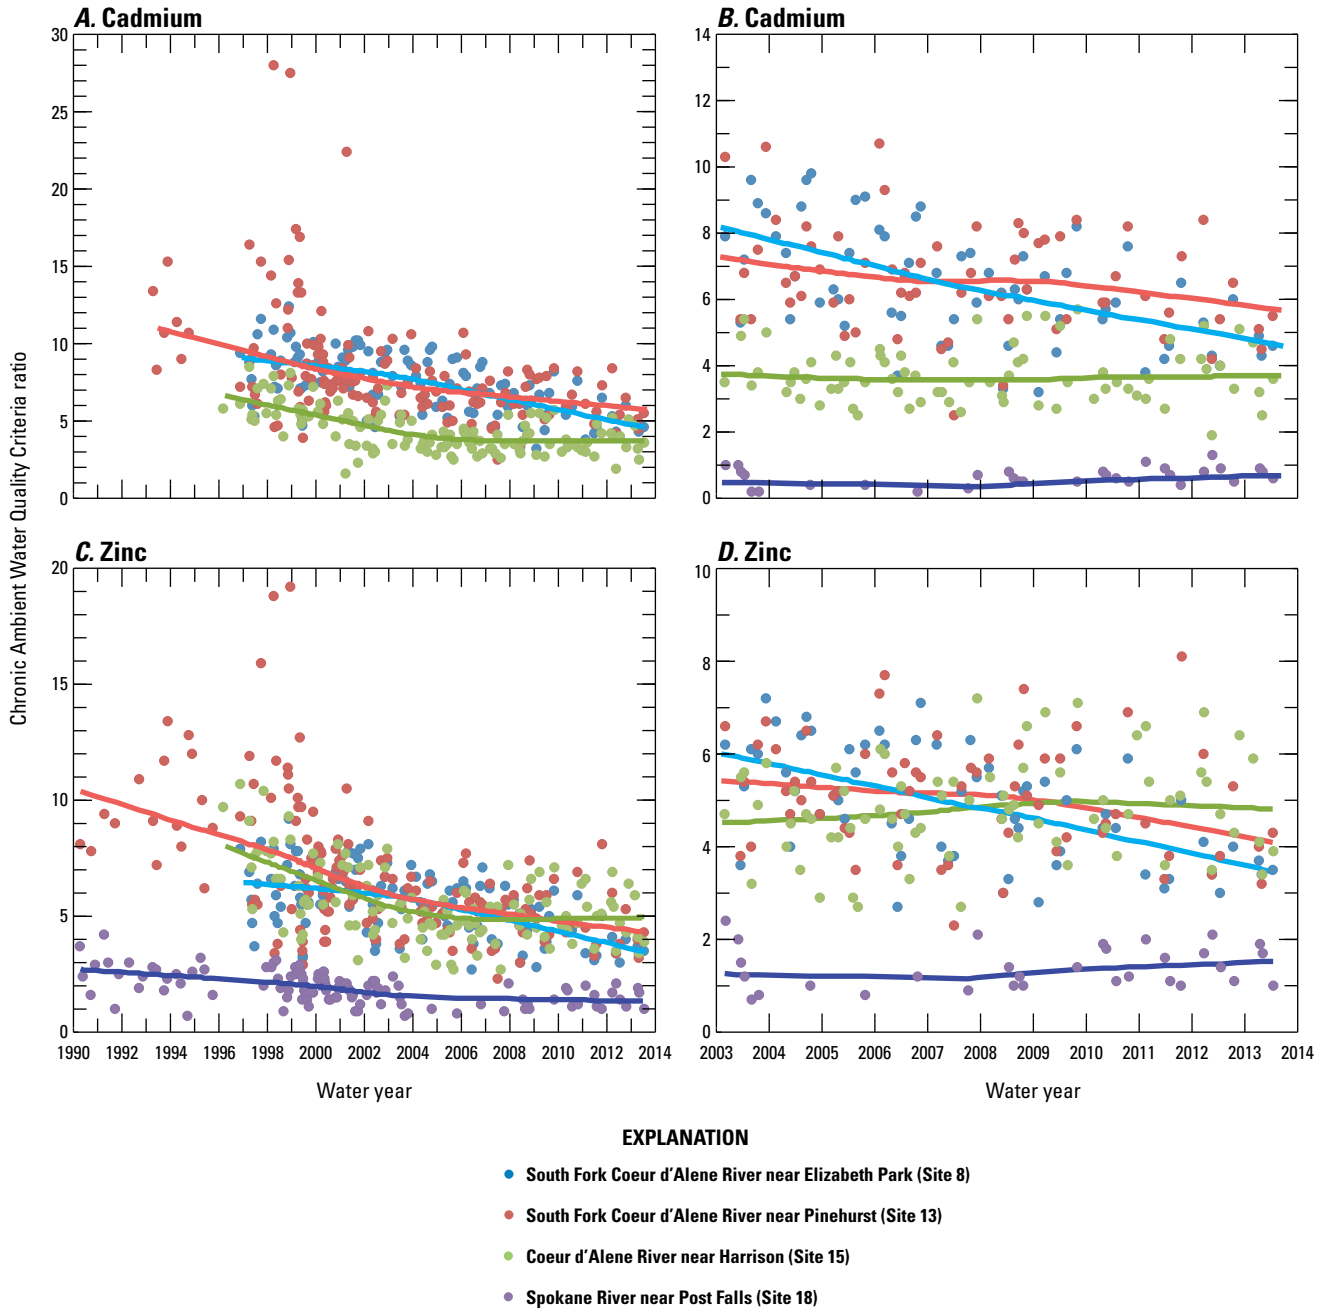 A. Cadmium
B. Cadmium
30
25
20
15
10
5
0
14
12
10
8
6
4
2
0
C. Zinc
D. Zinc
20
15
10
5
0
10
8
6
4
2
0
1990 1992 1994 1996 1998 2000 2002 2004 2006 2008 2010 2012 2014
2003 2004 2005 2006 2007 2008 2009 2010 2011 2012 2013 2014
Water year
Water year
Chronic Ambient Water Quality Criteria ratio
EXPLANATION
South Fork Coeur d’Alene River near Elizabeth Park (Site 8)
South Fork Coeur d’Alene River near Pinehurst (Site 13)
Coeur d’Alene River near Harrison (Site 15)
Spokane River near Post Falls (Site 18)